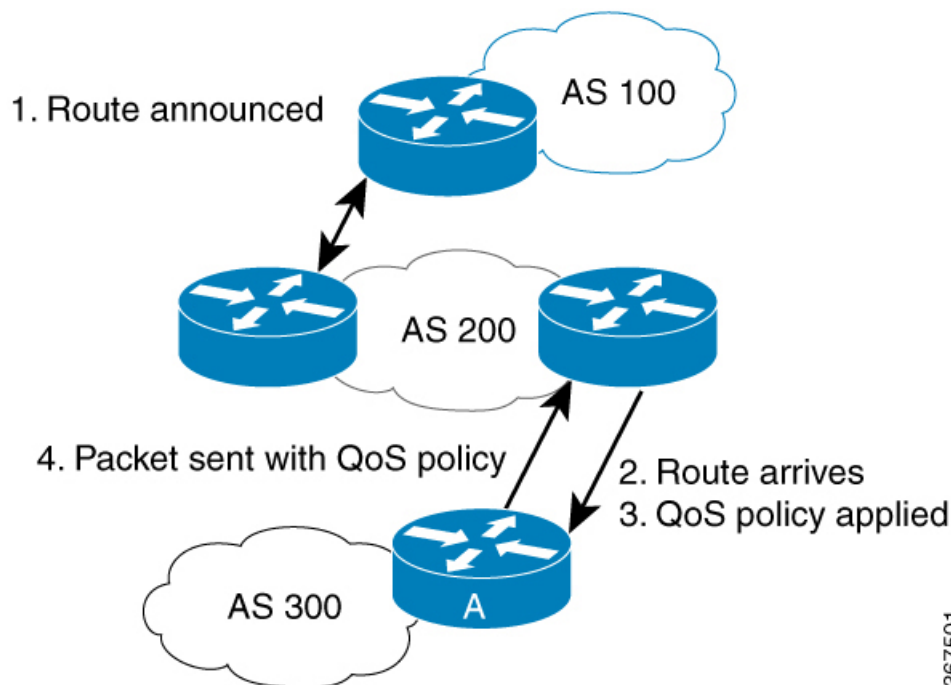 AS 100
1. Route announced
AS 200
4. Packet sent with QoS policy
2. Route arrives
3. QoS policy applied
AS 300
A